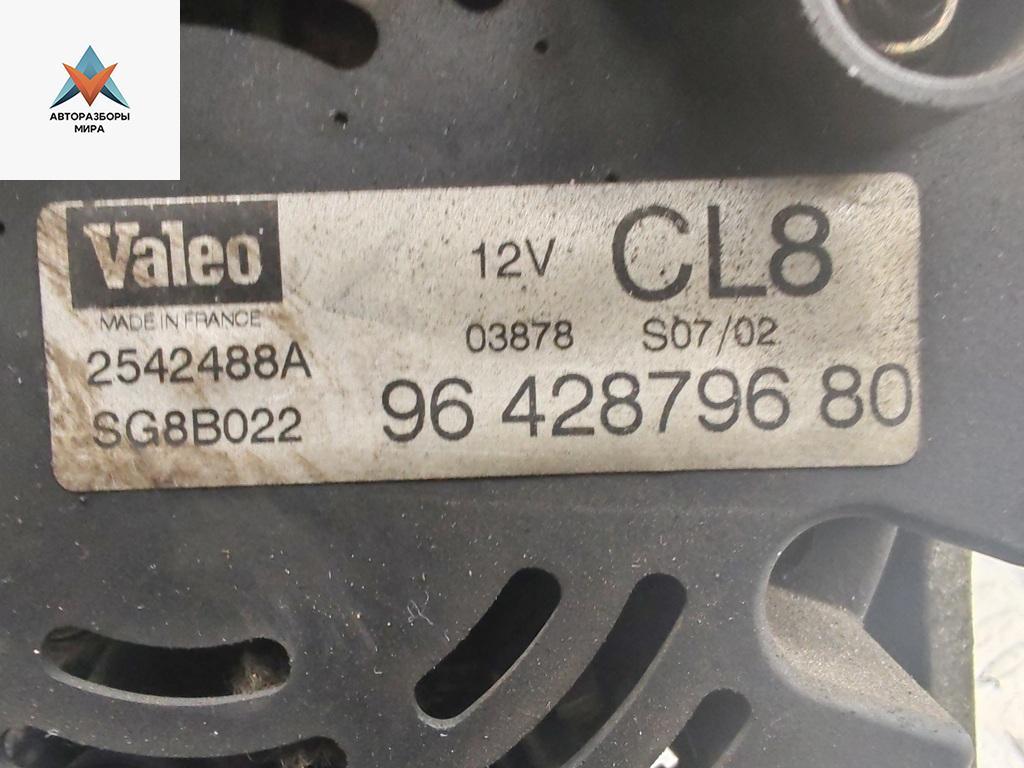 АВТОРАЗБОРЫ
МИРА
Valeo
12V CL8
MADE IN FRANCE
03878 S07/02
2542488A
SG8B022
96 428796 80